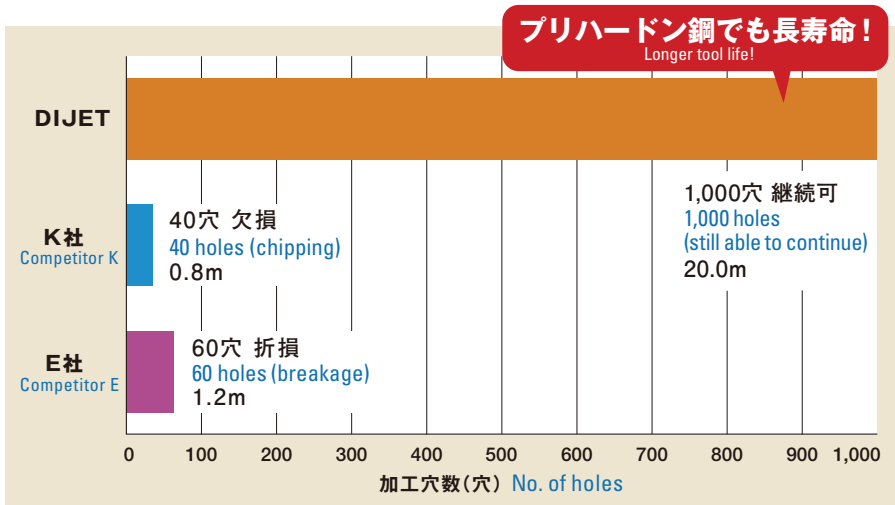 プリハードン鋼でも長寿命！
Longer tool life!
DIJET
1,000穴 継続可
1,000 holes
(still able to continue)
20.0m
K社
Competitor K
40穴 欠損
40 holes (chipping)
0.8m
E社
Competitor E
60穴 折損
60 holes (breakage)
1.2m
0 100 200 300 400 500 600 700 800 900 1,000
加工穴数(穴) No. of holes